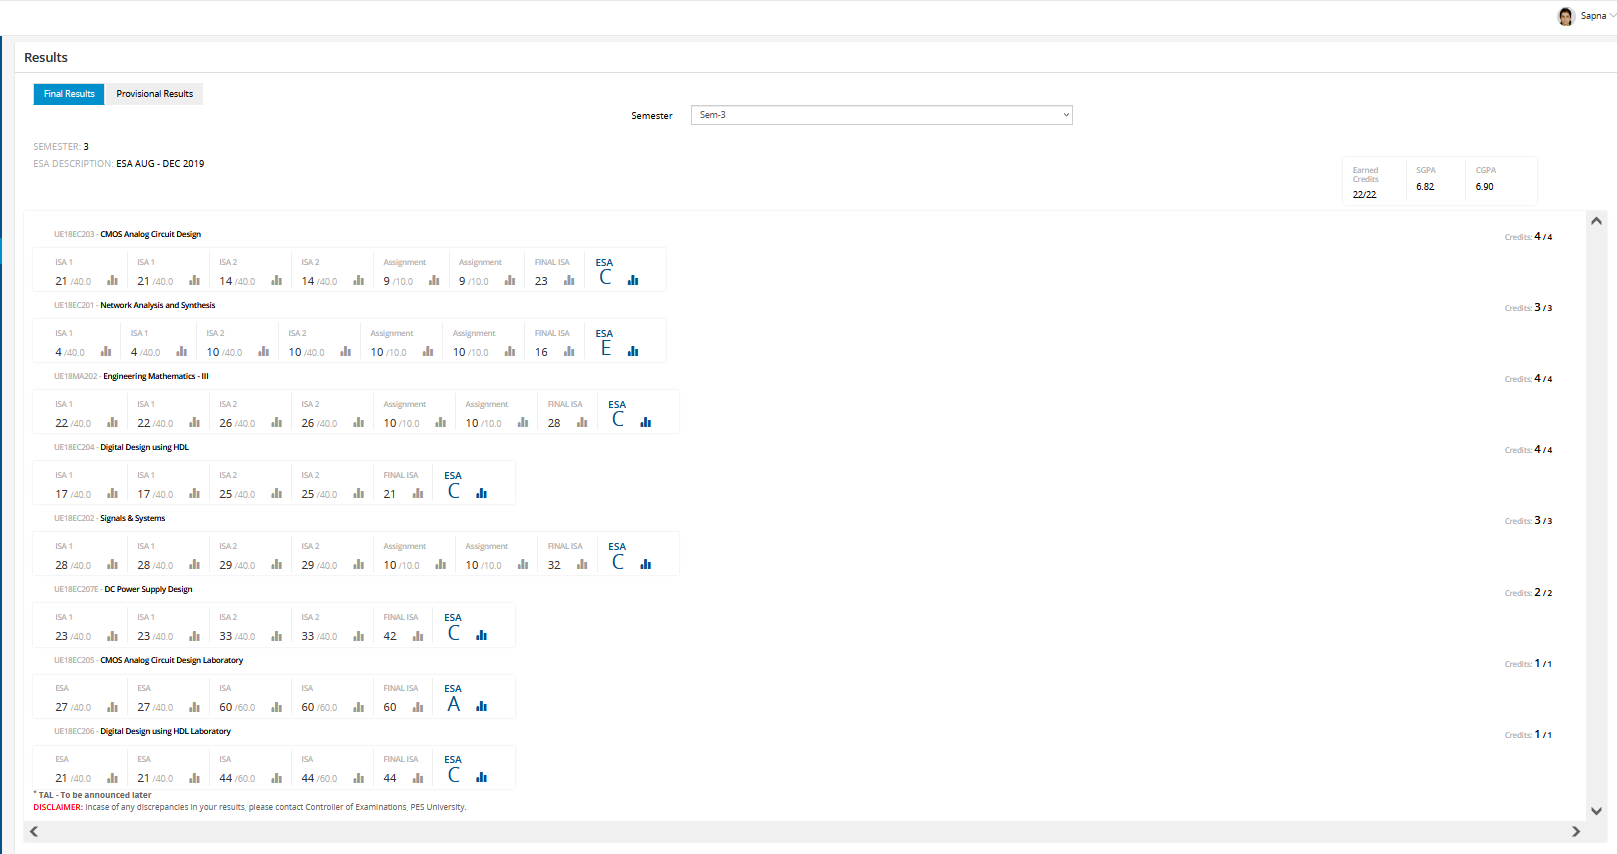 Sapna
Results
Final Results Provisional Results
Semester Sem-3
SEMESTER: 3
ESA DESCRIPTION: ESA AUG - DEC 2019
Earned Credits SGPA CGPA
22/22 6.82 6.90
UE18EC203 - CMOS Analog Circuit Design Credits: 4 / 4
ISA 1 ISA 1 ISA 2 ISA 2 Assignment Assignment FINAL ISA ESA
21 /40.0 21 /40.0 14 /40.0 14 /40.0 9 /10.0 9 /10.0 23 C
UE18EC201 - Network Analysis and Synthesis Credits: 3 / 3
ISA 1 ISA 1 ISA 2 ISA 2 Assignment Assignment FINAL ISA ESA
4 /40.0 4 /40.0 10 /40.0 10 /40.0 10 /10.0 10 /10.0 16 E
UE18MA202 - Engineering Mathematics - III Credits: 4 / 4
ISA 1 ISA 1 ISA 2 ISA 2 Assignment Assignment FINAL ISA ESA
22 /40.0 22 /40.0 26 /40.0 26 /40.0 10 /10.0 10 /10.0 28 C
UE18EC204 - Digital Design using HDL Credits: 4 / 4
ISA 1 ISA 1 ISA 2 ISA 2 FINAL ISA ESA
17 /40.0 17 /40.0 25 /40.0 25 /40.0 21 C
UE18EC202 - Signals & Systems Credits: 3 / 3
ISA 1 ISA 1 ISA 2 ISA 2 Assignment Assignment FINAL ISA ESA
28 /40.0 28 /40.0 29 /40.0 29 /40.0 10 /10.0 10 /10.0 32 C
UE18EC207E - DC Power Supply Design Credits: 2 / 2
ISA 1 ISA 1 ISA 2 ISA 2 FINAL ISA ESA
23 /40.0 23 /40.0 33 /40.0 33 /40.0 42 C
UE18EC205 - CMOS Analog Circuit Design Laboratory Credits: 1 / 1
ESA ESA ISA ISA FINAL ISA ESA
27 /40.0 27 /40.0 60 /60.0 60 /60.0 60 A
UE18EC206 - Digital Design using HDL Laboratory Credits: 1 / 1
ESA ESA ISA ISA FINAL ISA ESA
21 /40.0 21 /40.0 44 /60.0 44 /60.0 44 C
* TAL - To be announced later
DISCLAIMER: Incase of any discrepancies in your results, please contact Controller of Examinations, PES University.